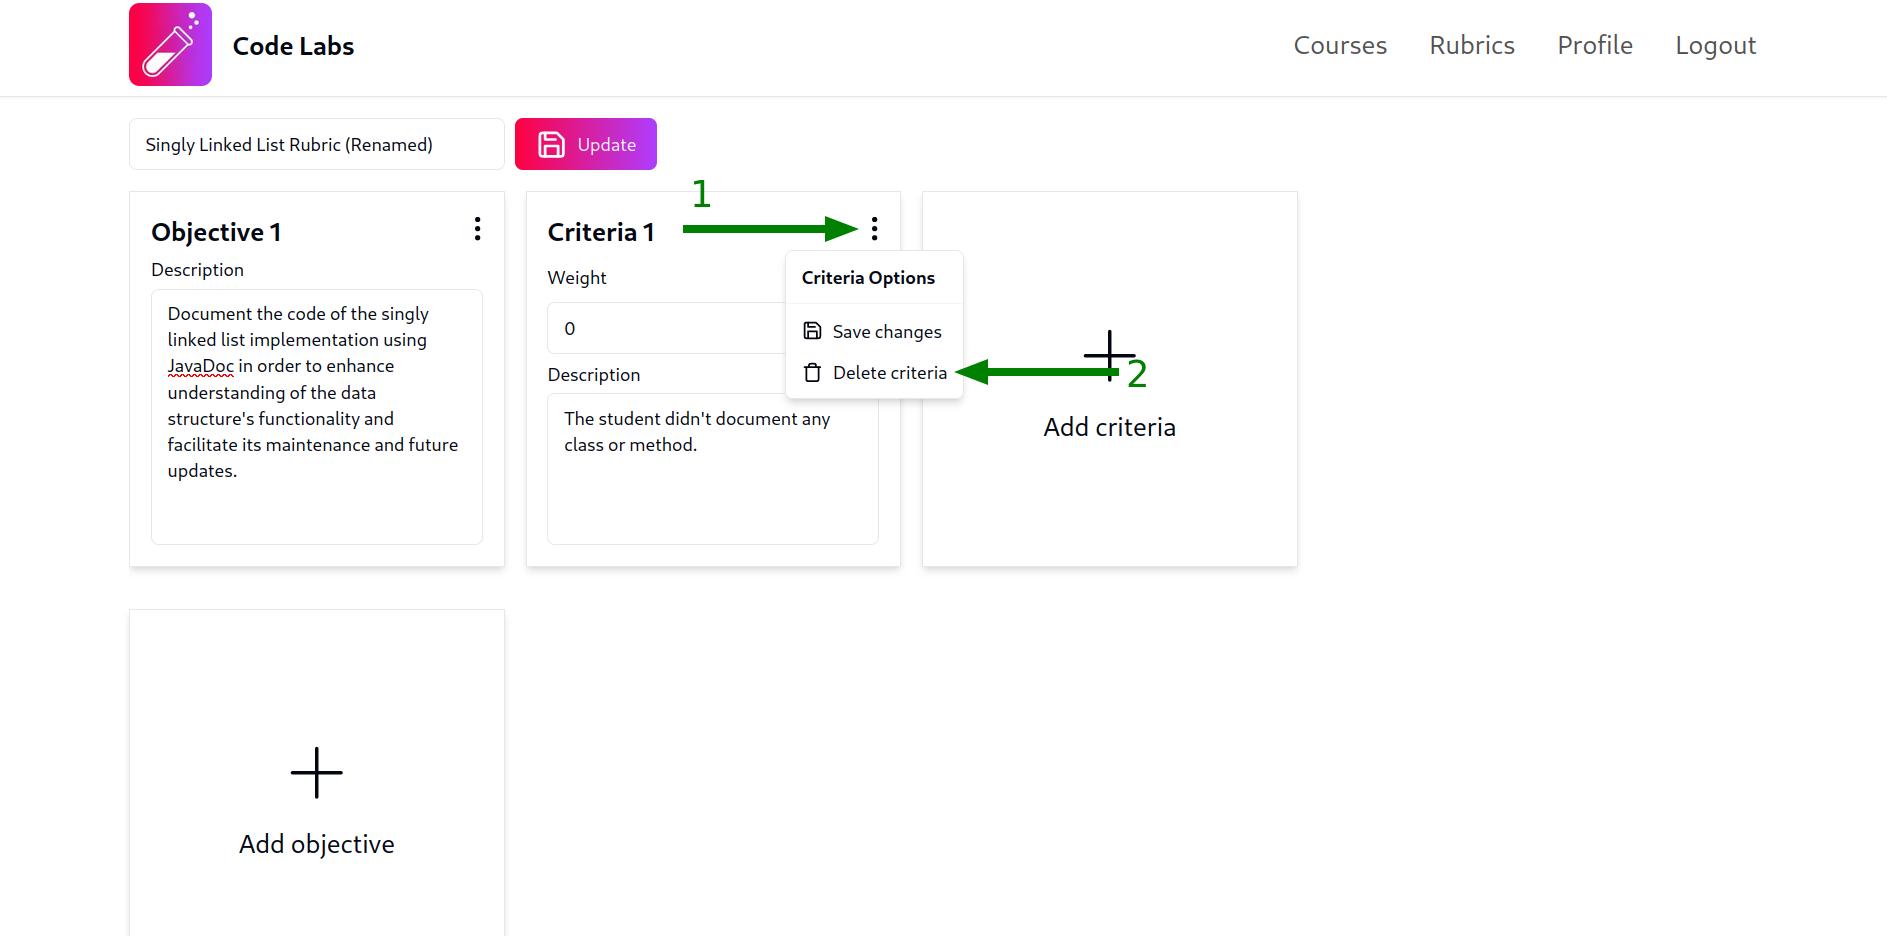 Code Labs
Courses
Rubrics
Profile
Logout
Singly Linked List Rubric (Renamed)
Update
1
Objective 1
Description
Document the code of the singly
linked list implementation using
JavaDoc in order to enhance
understanding of the data
structure's functionality and
facilitate its maintenance and future
updates.
Criteria 1
Weight
0
Description
The student didn't document any
class or method.
Criteria Options
Save changes
Delete criteria
2
Add criteria
Add objective